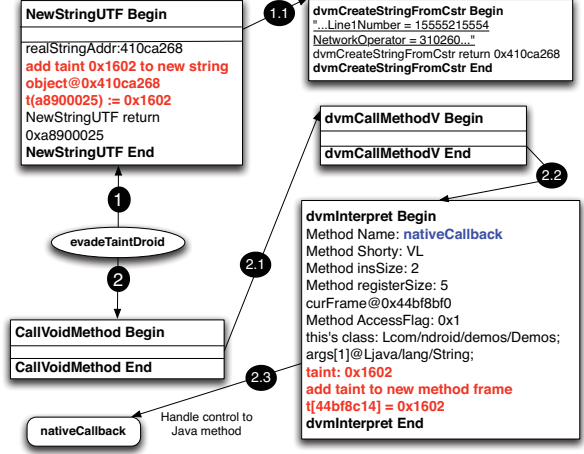 NewStringUTF Begin
realStringAddr:410ca268
add taint 0x1602 to new string
object@0x410ca268
t(a8900025) := 0x1602
NewStringUTF return
0xa8900025
NewStringUTF End
1.1
dvmCreateStringFromCstr Begin
"...Line1Number = 15555215554
NetworkOperator = 310260..."
dvmCreateStringFromCstr return 0x410ca268
dvmCreateStringFromCstr End
dvmCallMethodV Begin
dvmCallMethodV End
2.2
1
evadeTaintDroid
2
2.1
CallVoidMethod Begin
CallVoidMethod End
dvmInterpret Begin
Method Name: nativeCallback
Method Shorty: VL
Method insSize: 2
Method registerSize: 5
curFrame@0x44bf8bf0
Method AccessFlag: 0x1
this's class: Lcom/ndroid/demos/Demos;
args[1]@Ljava/lang/String;
taint: 0x1602
add taint to new method frame
t[44bf8c14] = 0x1602
dvmInterpret End
2.3
Handle control to
Java method
nativeCallback